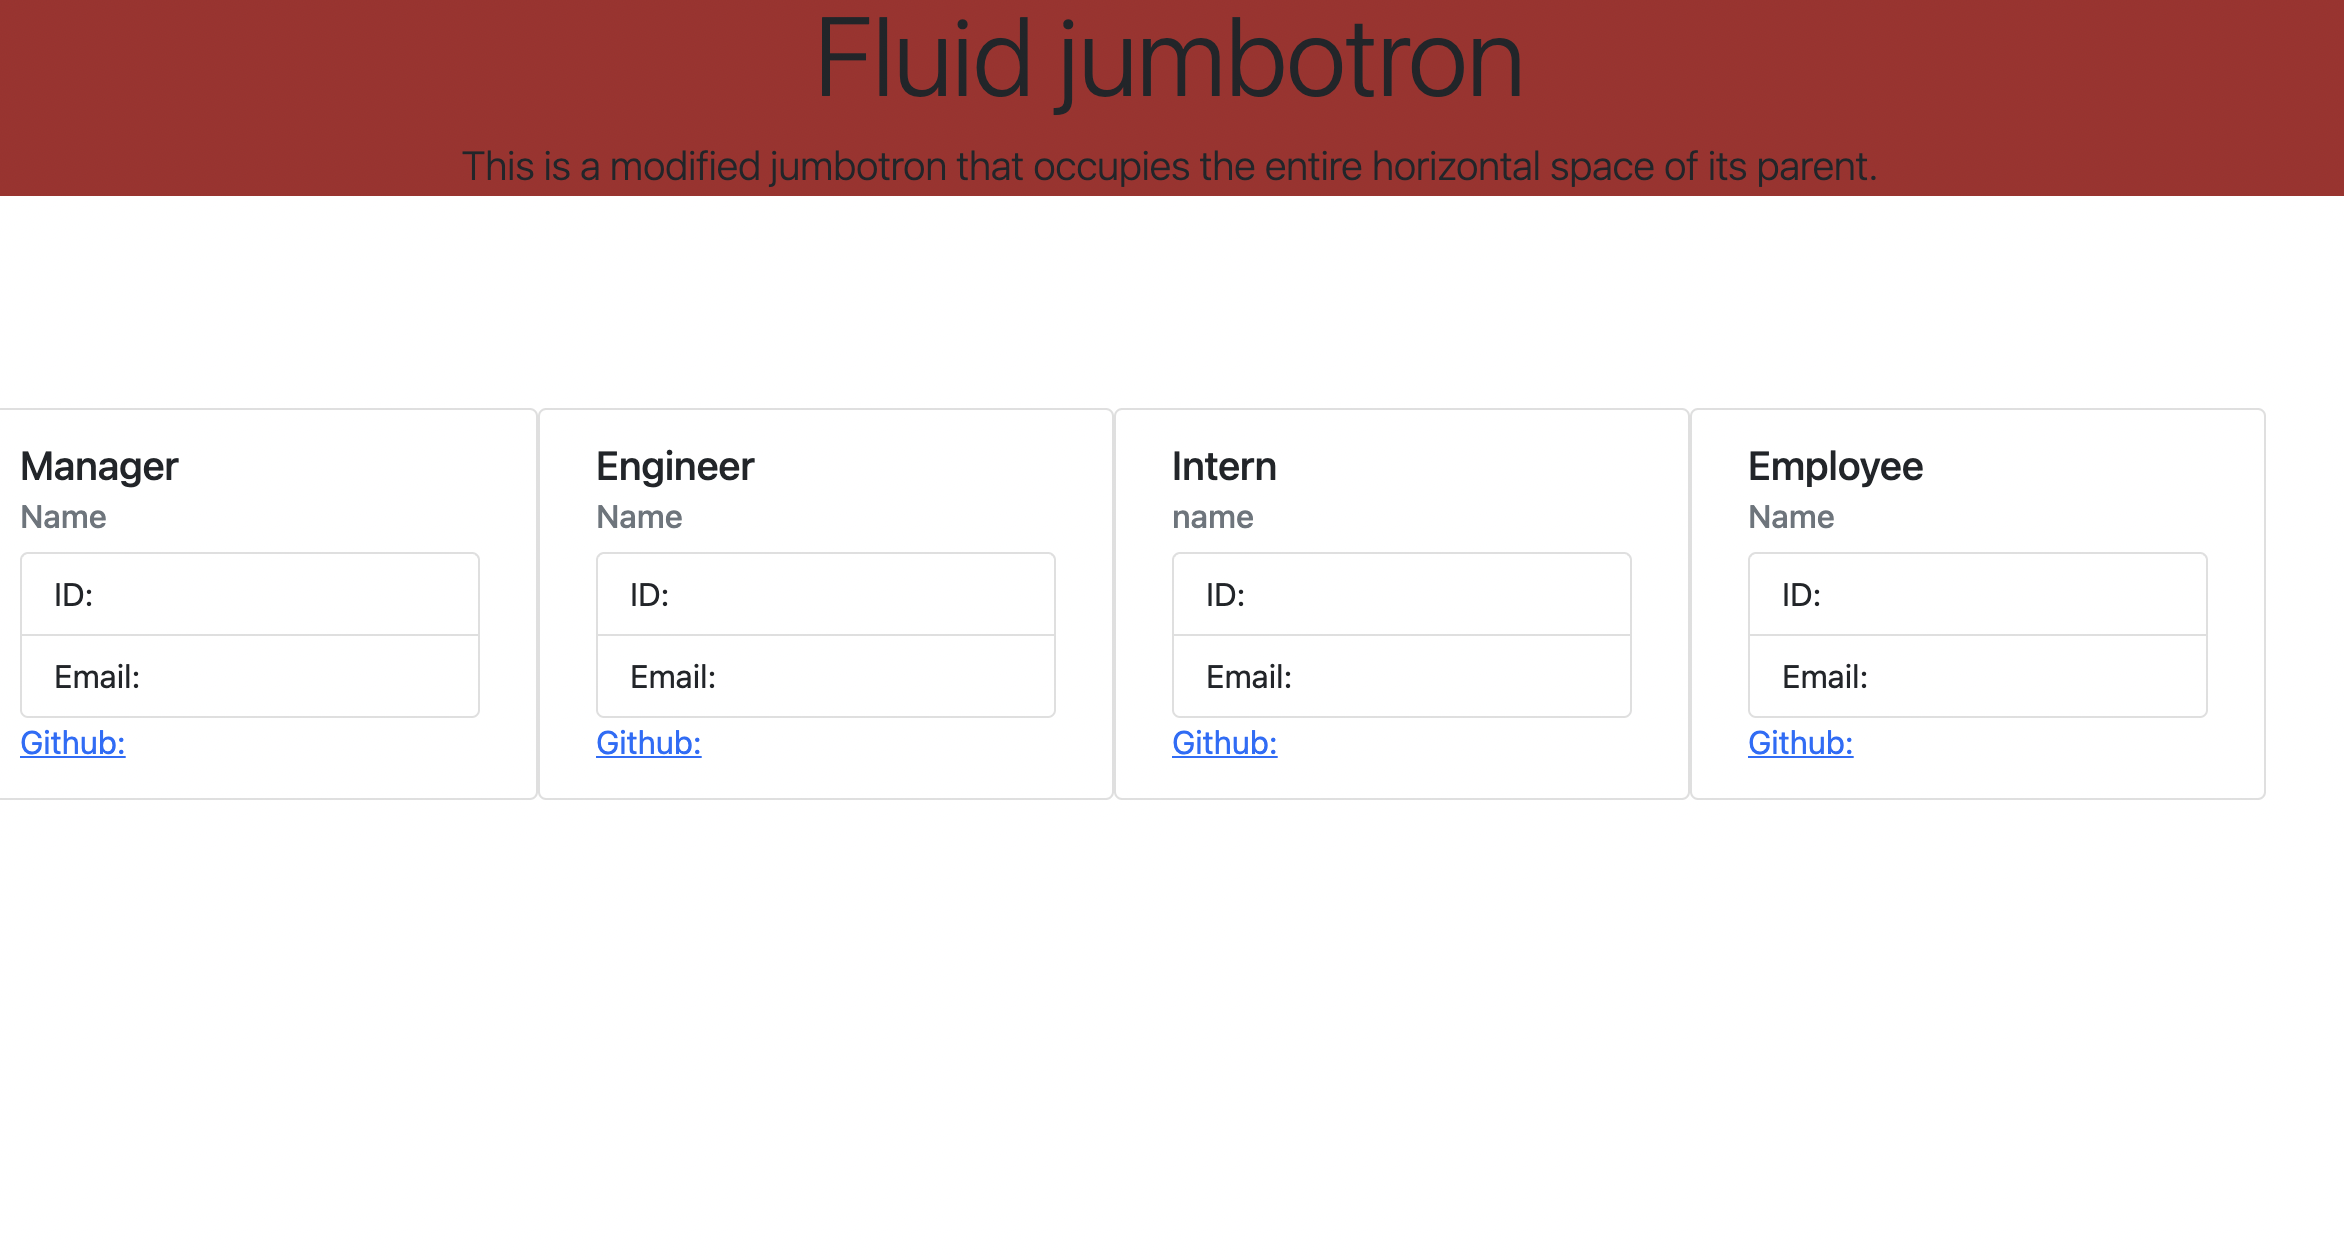 Fluid jumbotron
This is a modified jumbotron that occupies the entire horizontal space of its parent.
Manager
Name
ID:
Email:
Github:
Engineer
Name
ID:
Email:
Github:
Intern
name
ID:
Email:
Github:
Employee
Name
ID:
Email:
Github: